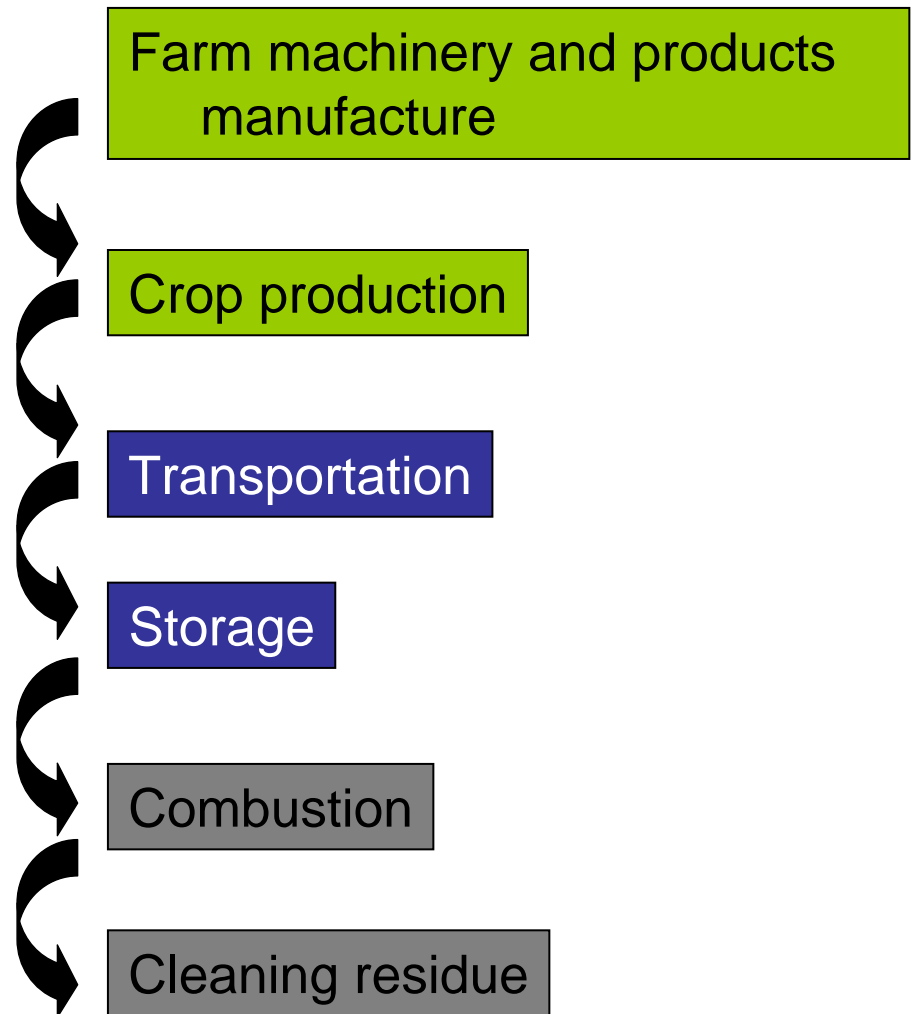 Farm machinery and products
manufacture
Crop production
Transportation
Storage
Combustion
Cleaning residue